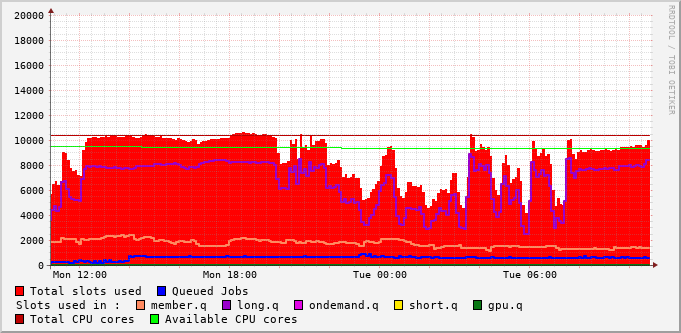 20000
18000
16000
14000
12000
10000
8000
6000
4000
2000
0
Mon 12:00 Mon 18:00 Tue 00:00 Tue 06:00
RRDTOOL / TOBI OETIKER
Total slots used Queued Jobs
Slots used in : member.q long.q ondemand.q short.q gpu.q
Total CPU cores Available CPU cores